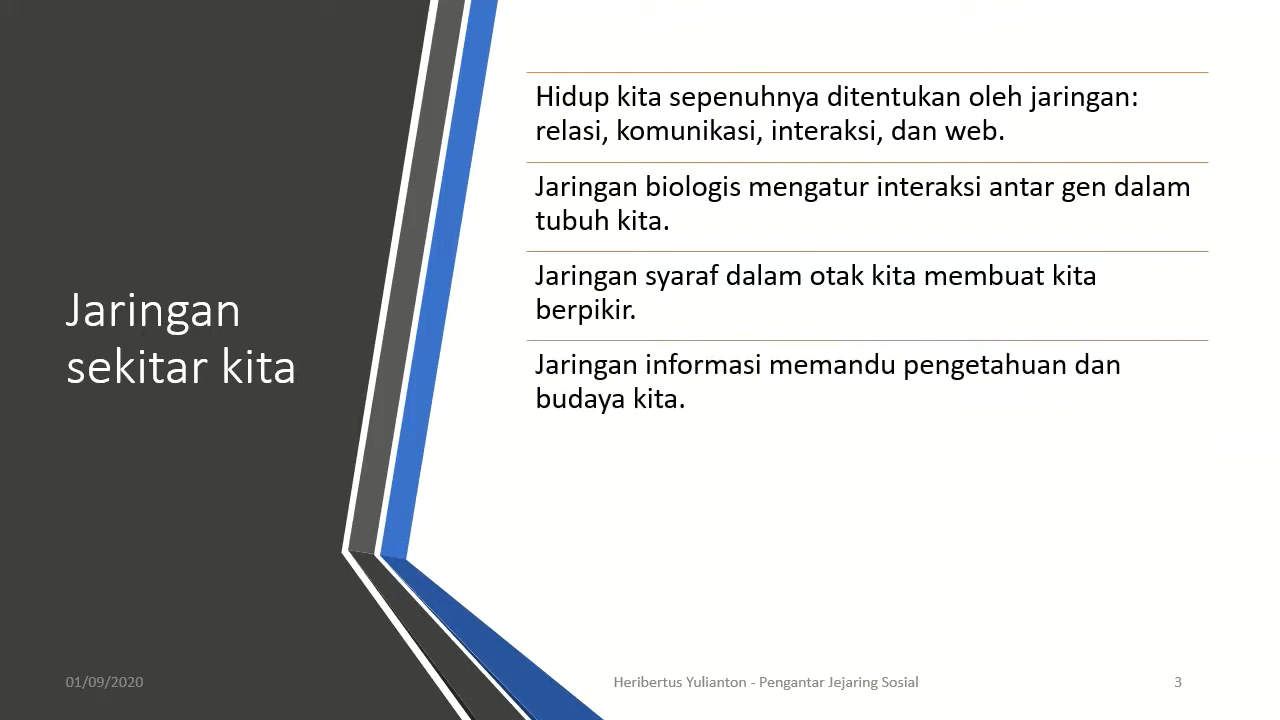 Jaringan
sekitar kita
Hidup kita sepenuhnya ditentukan oleh jaringan:
relasi, komunikasi, interaksi, dan web.
Jaringan biologis mengatur interaksi antar gen dalam
tubuh kita.
Jaringan syaraf dalam otak kita membuat kita
berpikir.
Jaringan informasi memandu pengetahuan dan
budaya kita.
01/09/2020
Heribertus Yulianton - Pengantar Jejaring Sosial
3